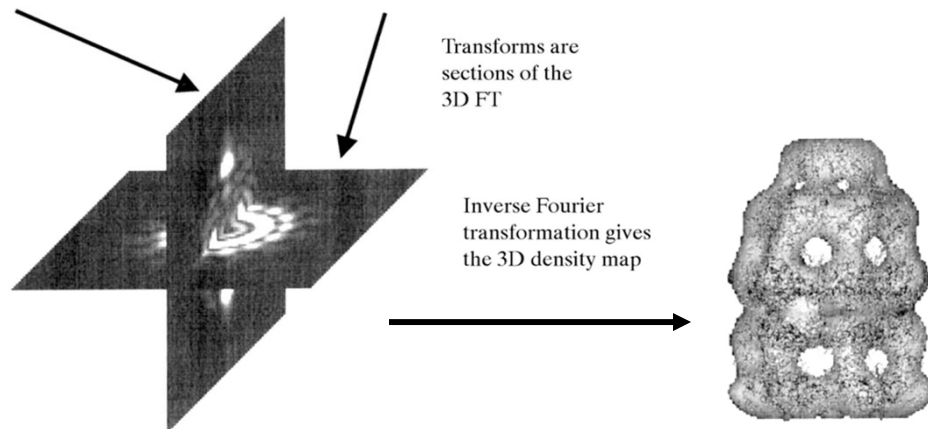 Transforms are
sections of the
3D FT
Inverse Fourier
transformation gives
the 3D density map